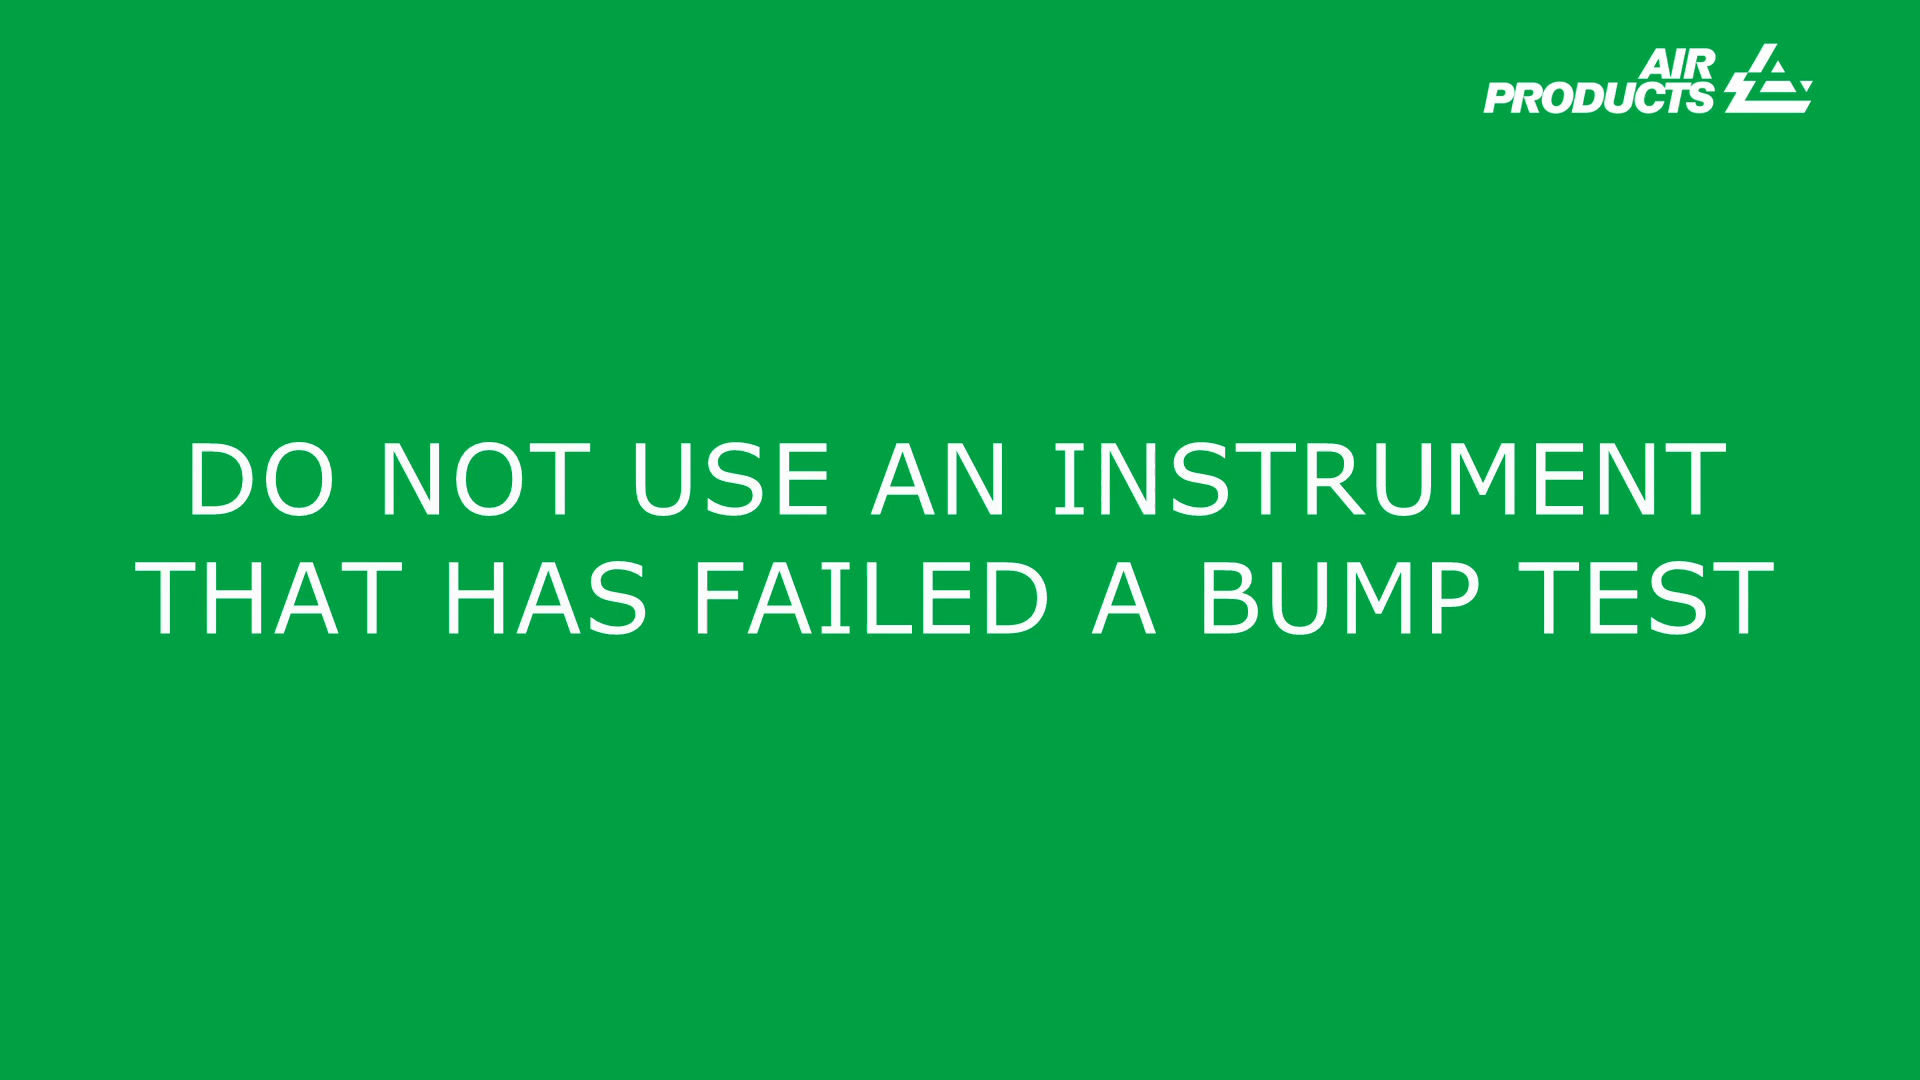 AIR
PRODUCTS
DO NOT USE AN INSTRUMENT
THAT HAS FAILED A BUMP TEST